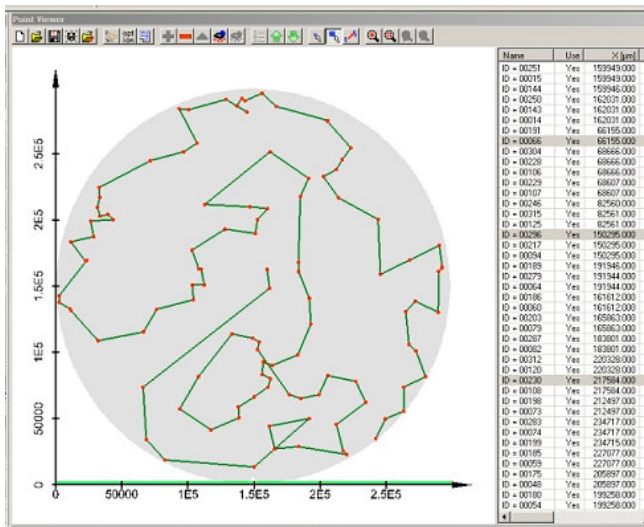 Point Viewer
opt
ion
Name Use X [µm]
ID = 00251 Yes 159949.000
ID = 00015 Yes 159949.000
ID = 00144 Yes 159946.000
ID = 00250 Yes 162031.000
ID = 00143 Yes 162031.000
ID = 00014 Yes 162031.000
ID = 00191 Yes 66155.000
ID = 00066 Yes 66155.000
ID = 00304 Yes 68666.000
ID = 00228 Yes 68666.000
ID = 00106 Yes 68666.000
ID = 00229 Yes 68607.000
ID = 00107 Yes 68607.000
ID = 00246 Yes 82560.000
ID = 00315 Yes 82561.000
ID = 00125 Yes 82561.000
ID = 00296 Yes 150295.000
ID = 00217 Yes 150295.000
ID = 00094 Yes 150295.000
ID = 00189 Yes 191946.000
ID = 00279 Yes 191944.000
ID = 00064 Yes 191944.000
ID = 00186 Yes 161612.000
ID = 00060 Yes 161612.000
ID = 00203 Yes 165863.000
ID = 00079 Yes 165863.000
ID = 00287 Yes 183801.000
ID = 00082 Yes 183801.000
ID = 00312 Yes 220328.000
ID = 00120 Yes 220328.000
ID = 00230 Yes 217584.000
ID = 00108 Yes 217584.000
ID = 00198 Yes 212497.000
ID = 00073 Yes 212497.000
ID = 00283 Yes 234717.000
ID = 00074 Yes 234717.000
ID = 00199 Yes 234715.000
ID = 00185 Yes 227077.000
ID = 00059 Yes 227077.000
ID = 00175 Yes 205897.000
ID = 00048 Yes 205897.000
ID = 00180 Yes 199258.000
ID = 00054 Yes 199258.000
2.5E5
2E5
1.5E5
1E5
50000
0
0 50000 1E5 1.5E5 2E5 2.5E5